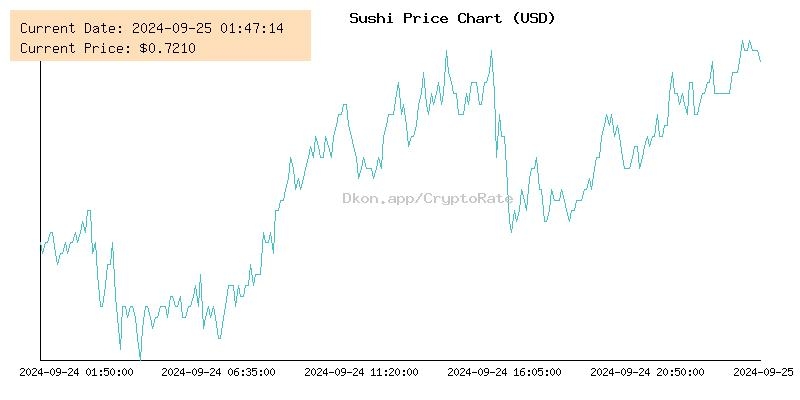 Sushi Price Chart (USD)
Current Date: 2024-09-25 01:47:14
Current Price: $0.7210
Dkon.app/CryptoRate
2024-09-24 01:50:00 2024-09-24 06:35:00 2024-09-24 11:20:00 2024-09-24 16:05:00 2024-09-24 20:50:00 2024-09-25